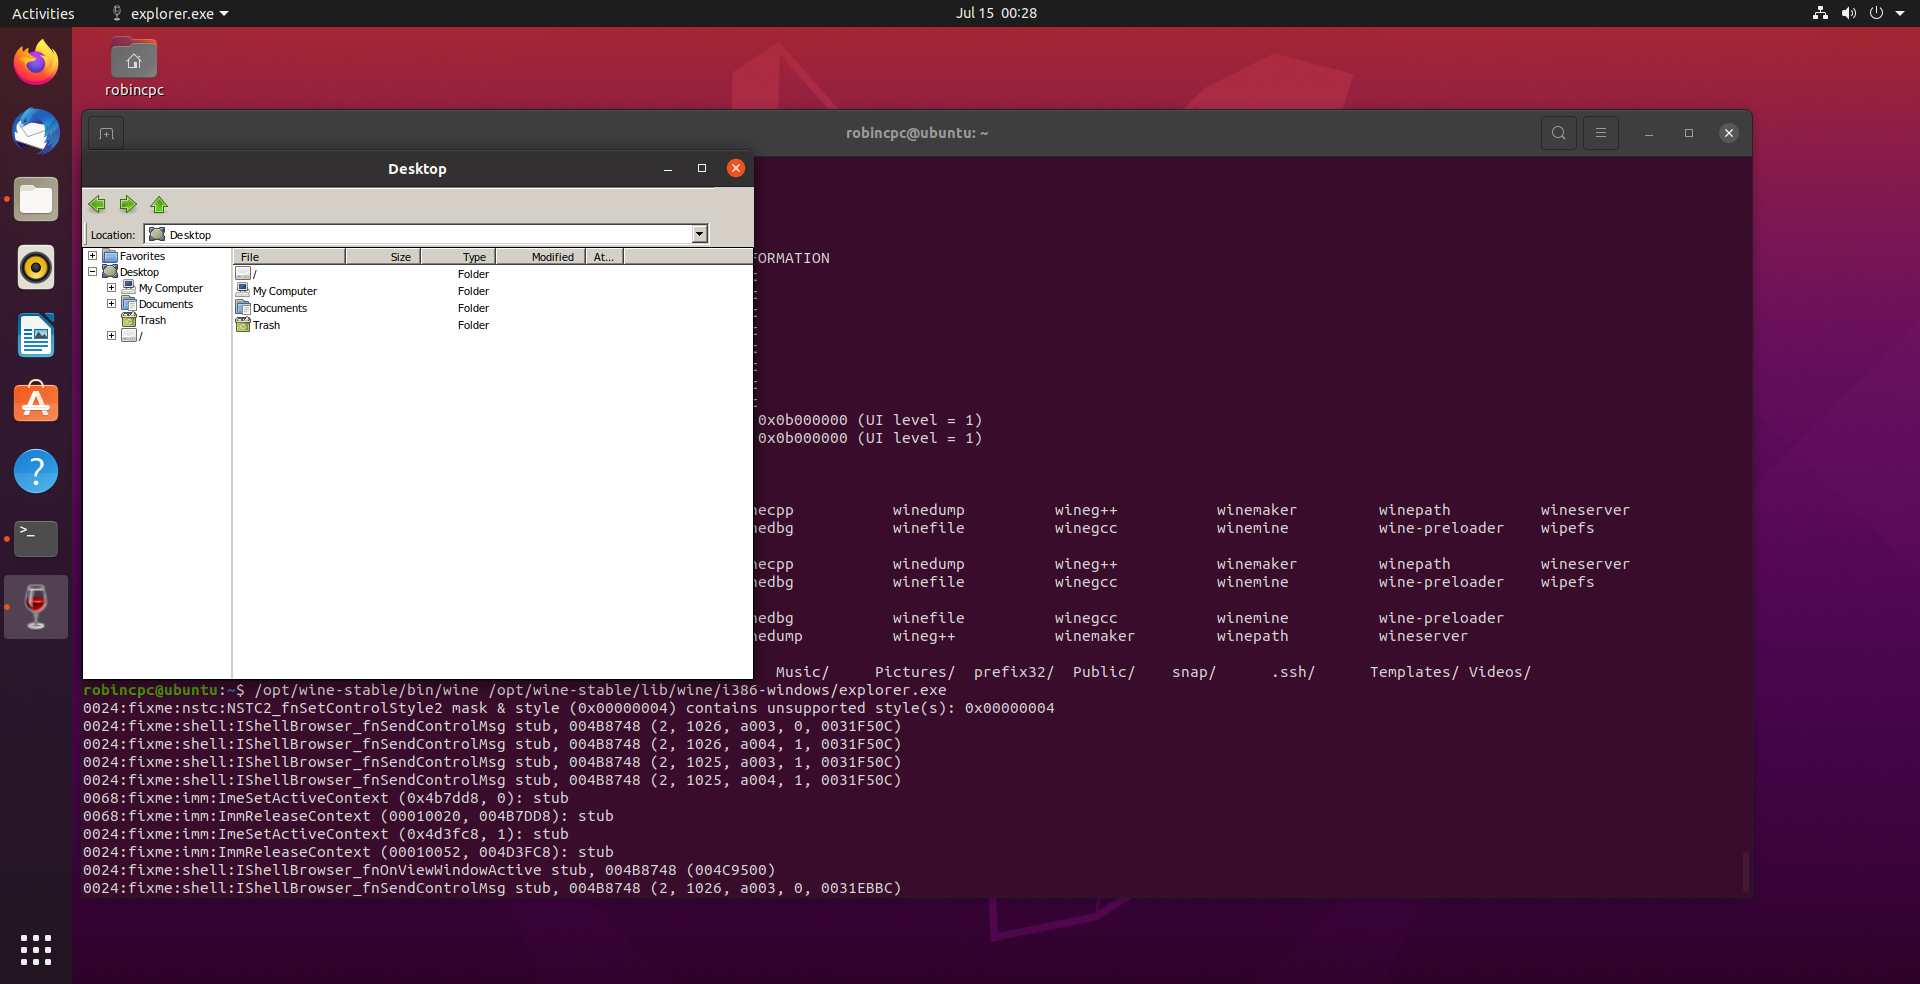 Activities explorer.exe Jul 15 00:28
robincpc
robincpc@ubuntu: ~
Desktop
Location: Desktop
Favorites
Desktop
My Computer
Documents
Trash
/
File Size Type Modified At...
/ Folder
My Computer Folder
Documents Folder
Trash Folder
FORMATION
0x0b000000 (UI level = 1)
0x0b000000 (UI level = 1)
necpp winedump wineg++ winemaker winepath wineserver
nedbg winefile winegcc winemine wine-preloader wipefs
necpp winedump wineg++ winemaker winepath wineserver
nedbg winefile winegcc winemine wine-preloader wipefs
nedbg winefile winegcc winemine wine-preloader
nedump wineg++ winemaker winepath wineserver
Music/ Pictures/ prefix32/ Public/ snap/ .ssh/ Templates/ Videos/
robincpc@ubuntu:~$ /opt/wine-stable/bin/wine /opt/wine-stable/lib/wine/i386-windows/explorer.exe
0024:fixme:nstc:NSTC2_fnSetControlStyle2 mask & style (0x00000004) contains unsupported style(s): 0x00000004
0024:fixme:shell:IShellBrowser_fnSendControlMsg stub, 004B8748 (2, 1026, a003, 0, 0031F50C)
0024:fixme:shell:IShellBrowser_fnSendControlMsg stub, 004B8748 (2, 1026, a004, 1, 0031F50C)
0024:fixme:shell:IShellBrowser_fnSendControlMsg stub, 004B8748 (2, 1025, a003, 1, 0031F50C)
0024:fixme:shell:IShellBrowser_fnSendControlMsg stub, 004B8748 (2, 1025, a004, 1, 0031F50C)
0068:fixme:imm:ImeSetActiveContext (0x4b7dd8, 0): stub
0068:fixme:imm:ImmReleaseContext (00010020, 004B7DD8): stub
0024:fixme:imm:ImeSetActiveContext (0x4d3fc8, 1): stub
0024:fixme:imm:ImmReleaseContext (00010052, 004D3FC8): stub
0024:fixme:shell:IShellBrowser_fnOnViewWindowActive stub, 004B8748 (004C9500)
0024:fixme:shell:IShellBrowser_fnSendControlMsg stub, 004B8748 (2, 1026, a003, 0, 0031EBBC)